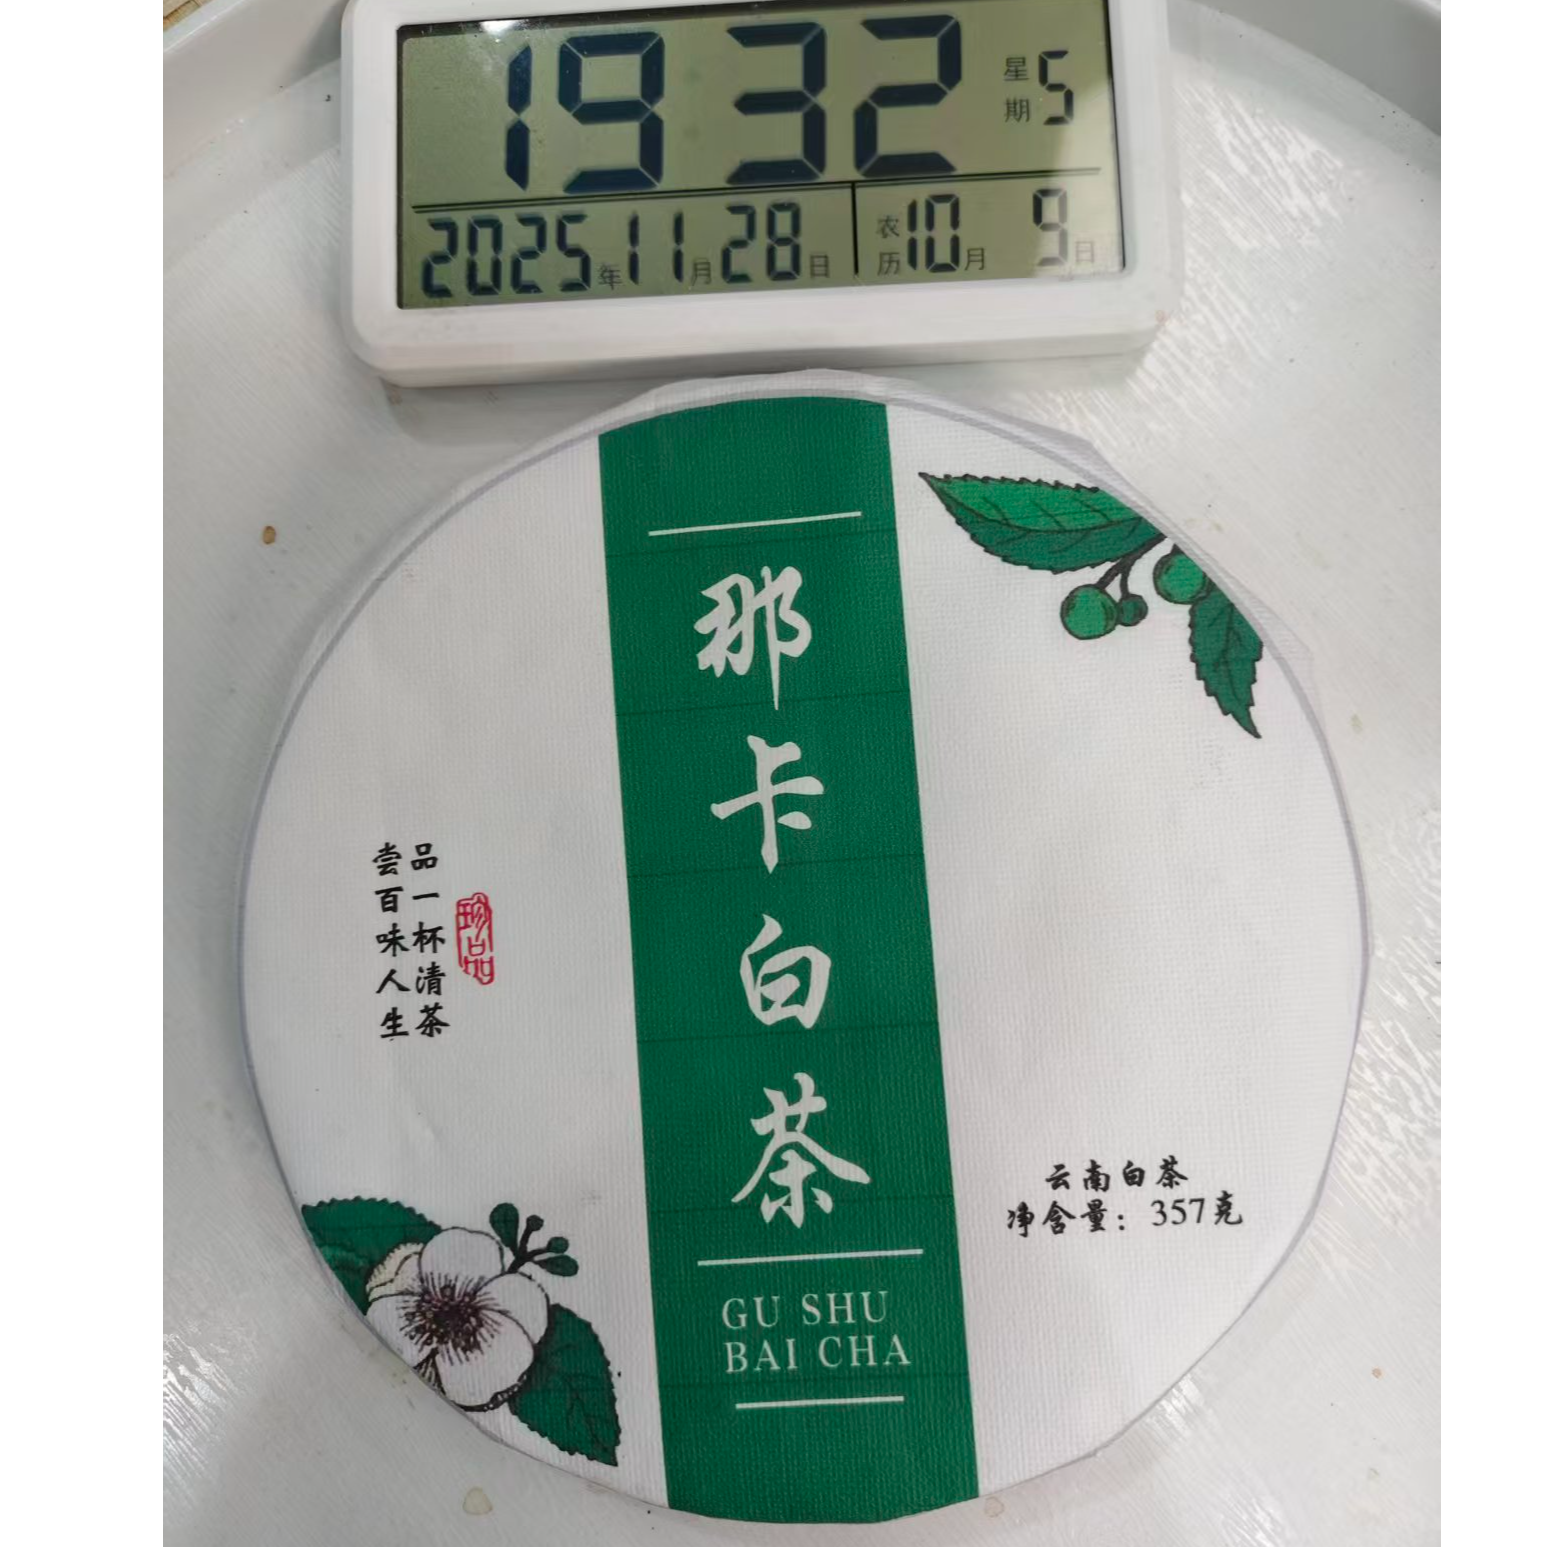 19 32
星期5
2025年11月28日
农历10月9日
那卡白茶
GU SHU
BAI CHA
品一杯清茶
尝百味人生
珍品
云南白茶
净含量：357克